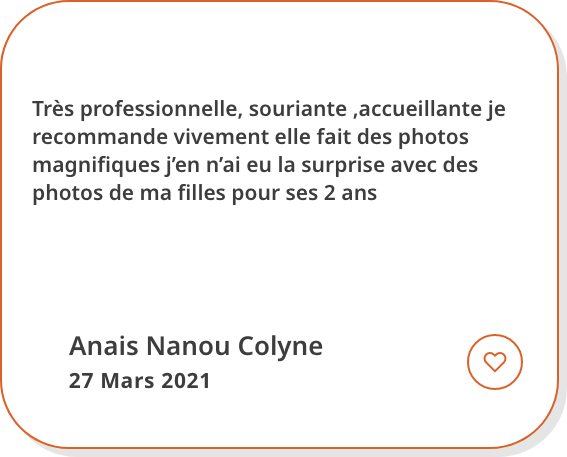 Très professionnelle, souriante ,accueillante je
recommande vivement elle fait des photos
magnifiques j’en n’ai eu la surprise avec des
photos de ma filles pour ses 2 ans
Anais Nanou Colyne
27 Mars 2021